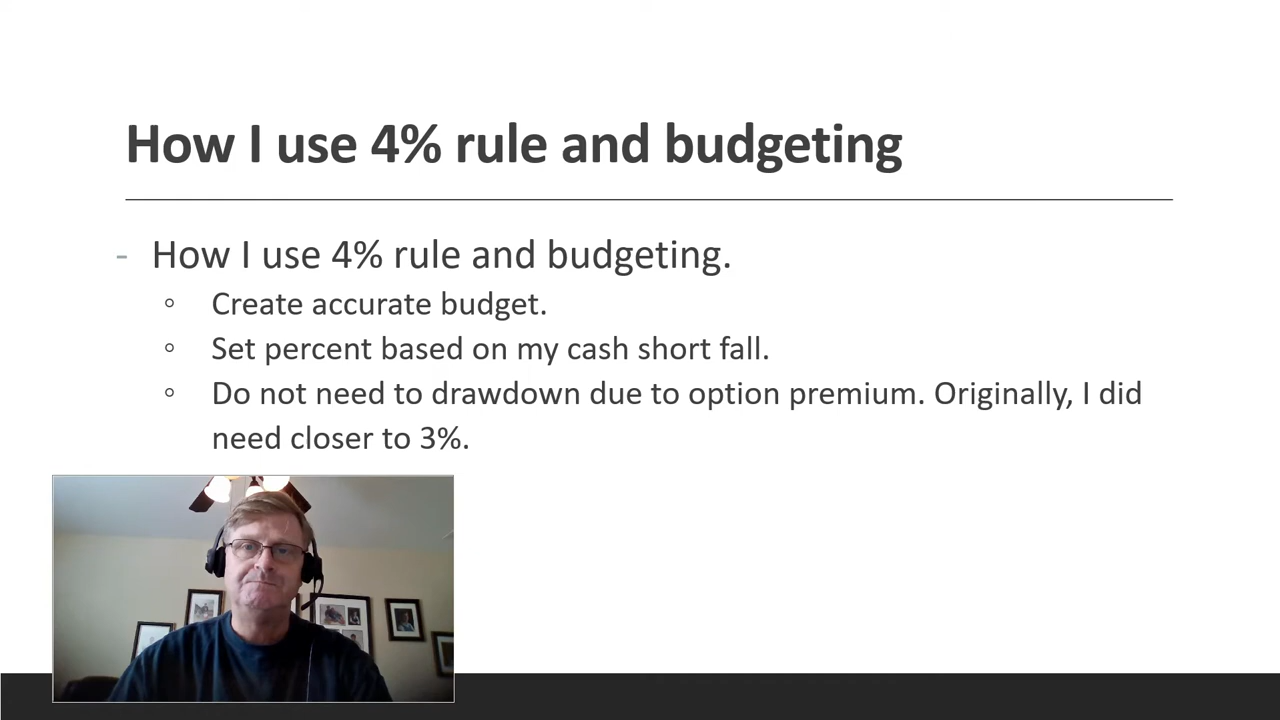 How I use 4% rule and budgeting
- How I use 4% rule and budgeting.
◦ Create accurate budget.
◦ Set percent based on my cash short fall.
◦ Do not need to drawdown due to option premium. Originally, I did
need closer to 3%.